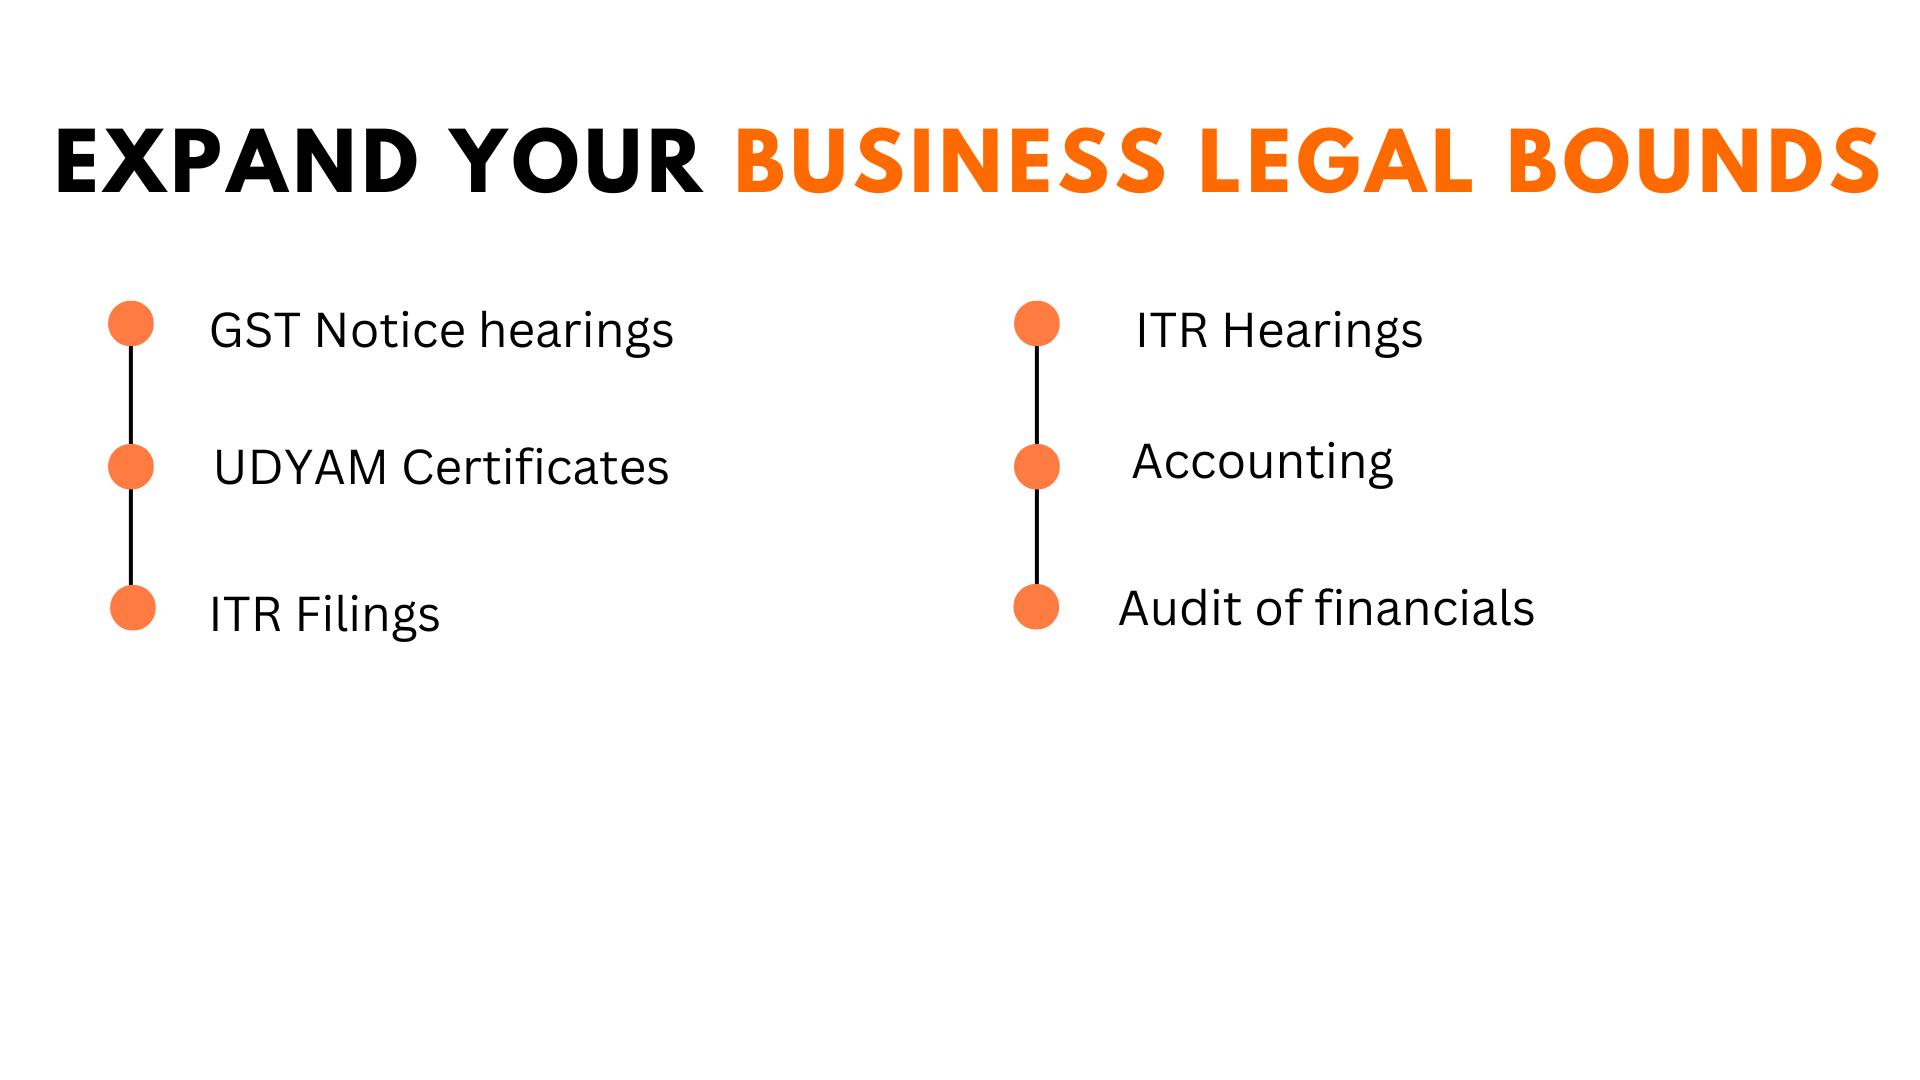 EXPAND YOUR BUSINESS LEGAL BOUNDS
GST Notice hearings
UDYAM Certificates
ITR Filings
ITR Hearings
Accounting
Audit of financials